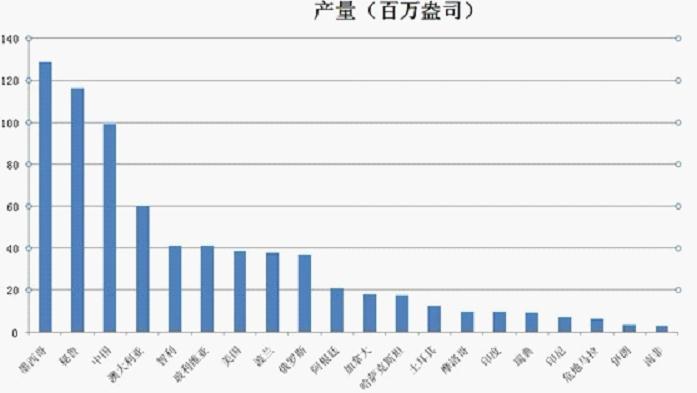 产量（百万盎司）
140
120
100
80
60
40
20
0
墨西哥
秘鲁
中国
澳大利亚
智利
玻利维亚
美国
波兰
俄罗斯
阿根廷
加拿大
哈萨克斯坦
土耳其
摩洛哥
印度
瑞典
印尼
危地马拉
伊朗
南非